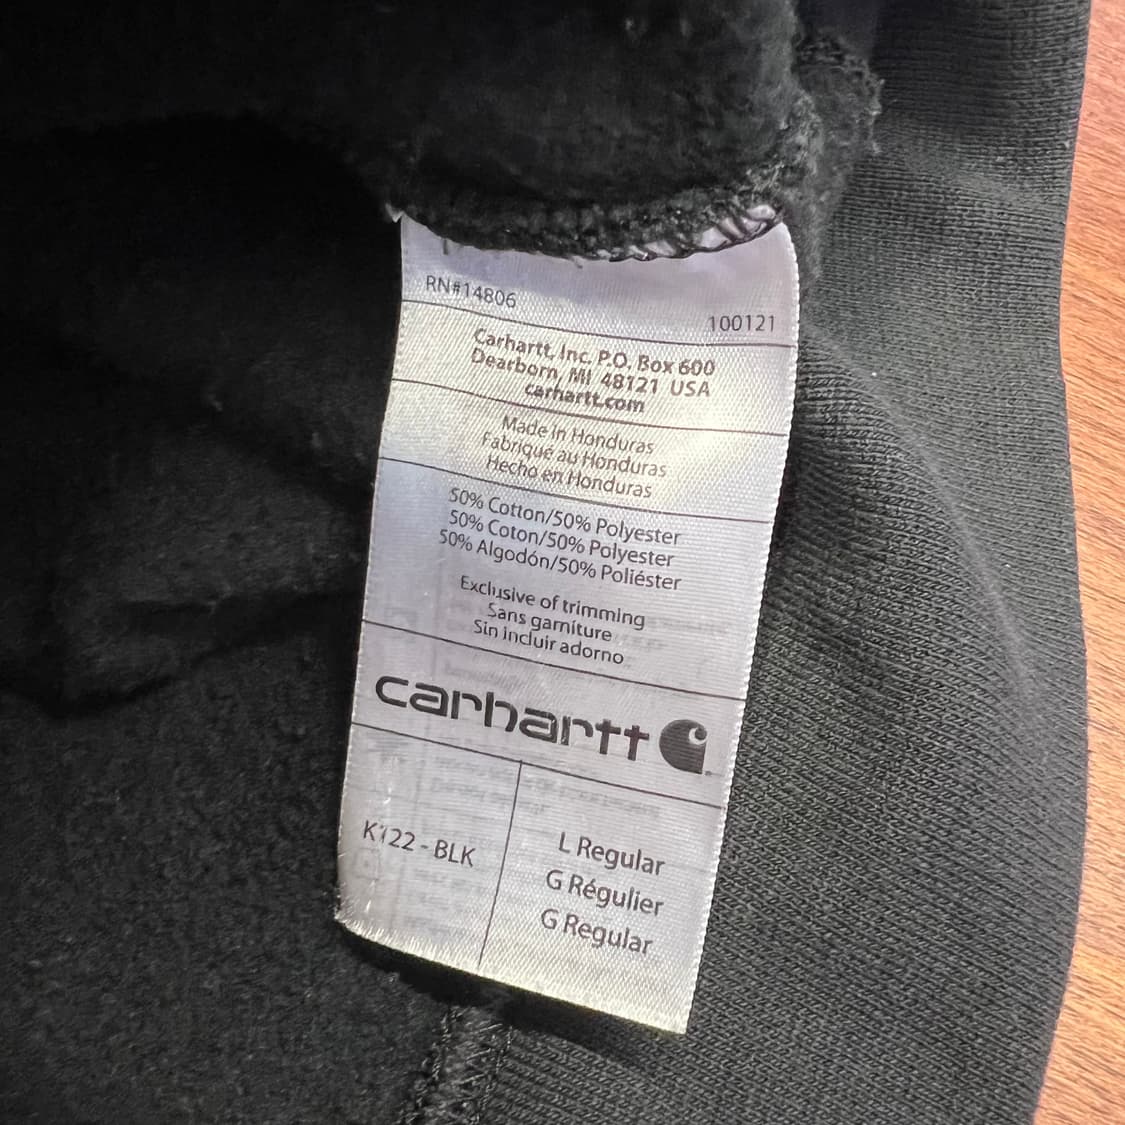 RN#14806
100121
Carhartt, Inc. P.O. Box 600
Dearborn, MI 48121 USA
carhartt.com
Made in Honduras
Fabriqué au Honduras
Hecho en Honduras
50% Cotton/50% Polyester
50% Coton/50% Polyester
50% Algodón/50% Poliéster
Exclusive of trimming
Sans garniture
Sin incluir adorno
carhartt
K122 - BLK
L Regular
G Régulier
G Regular